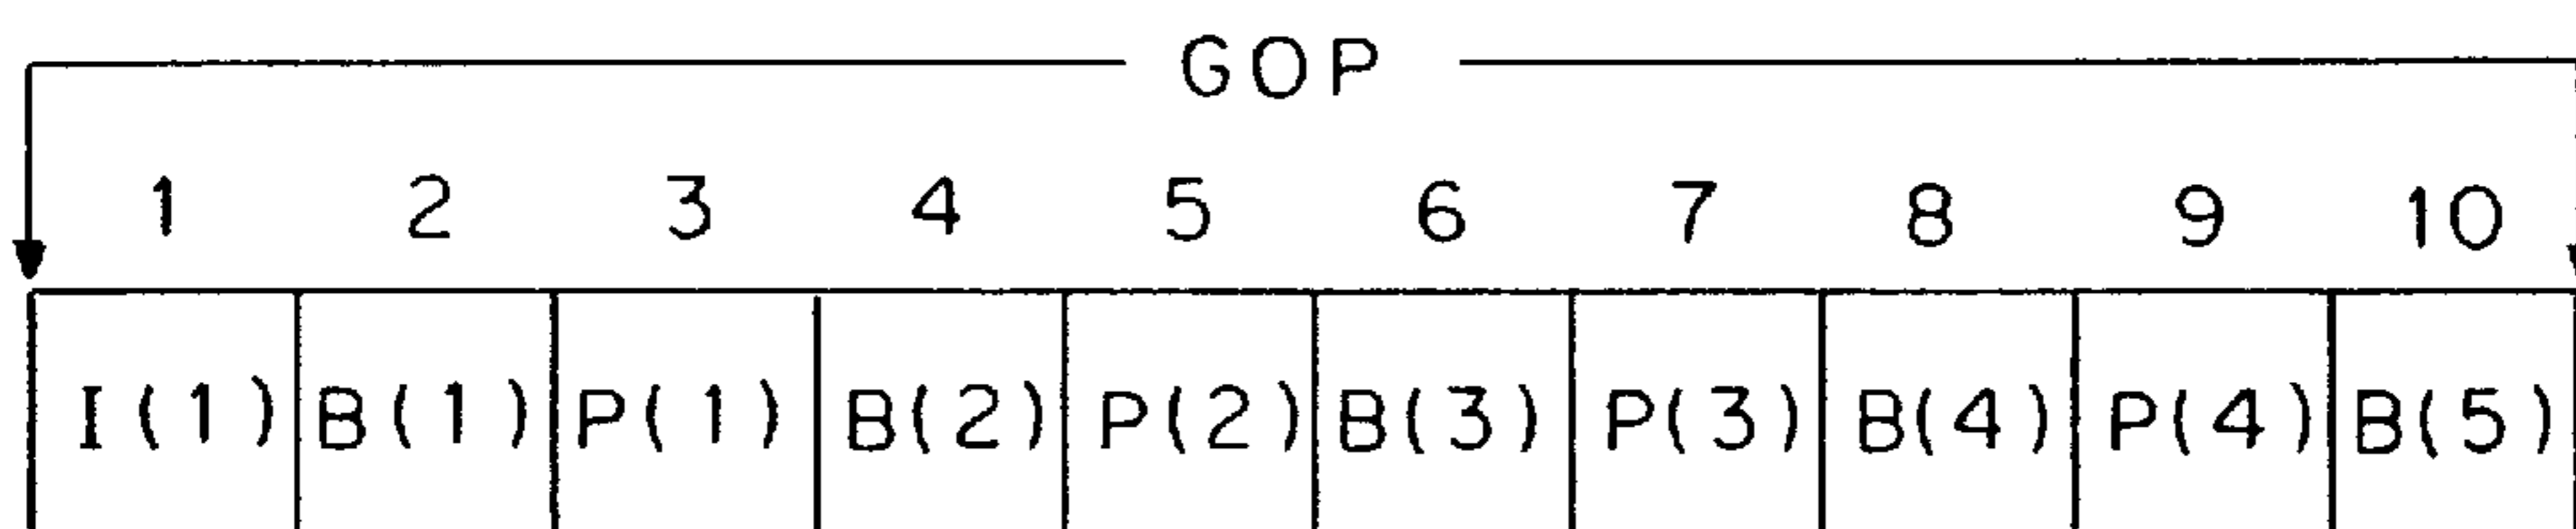 GOP
1 2 3 4 5 6 7 8 9 10
I(1) B(1) P(1) B(2) P(2) B(3) P(3) B(4) P(4) B(5)